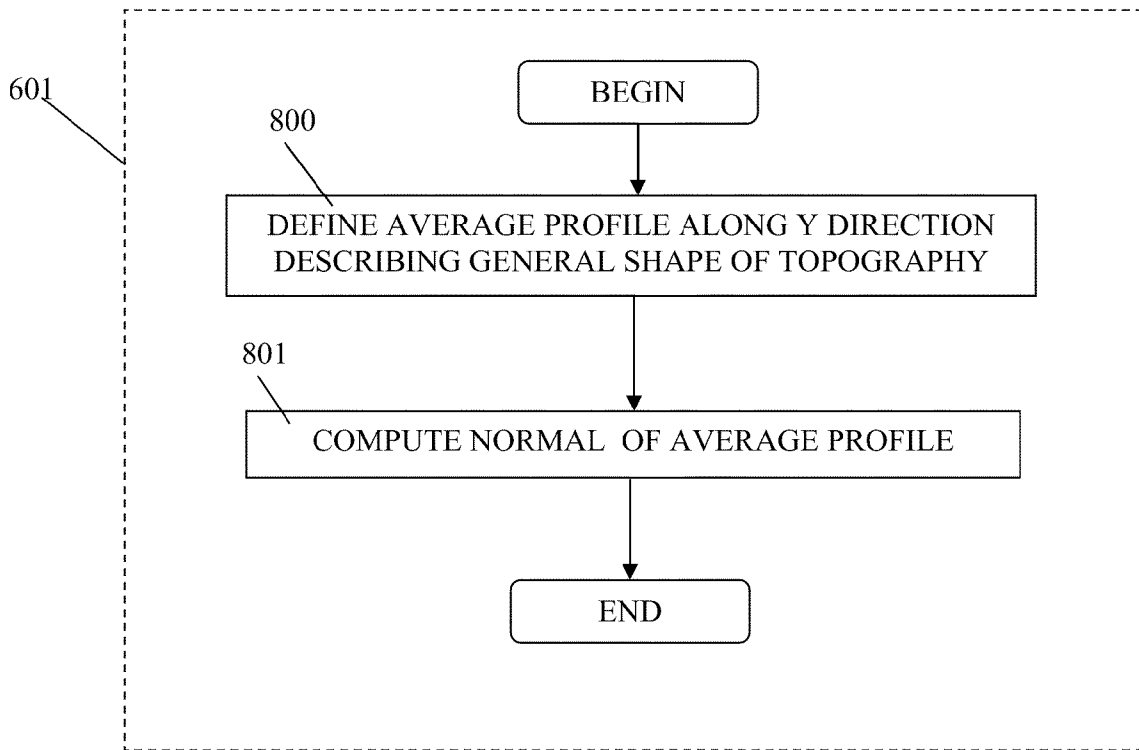 601
BEGIN
800
DEFINE AVERAGE PROFILE ALONG Y DIRECTION
DESCRIBING GENERAL SHAPE OF TOPOGRAPHY
801
COMPUTE NORMAL OF AVERAGE PROFILE
END